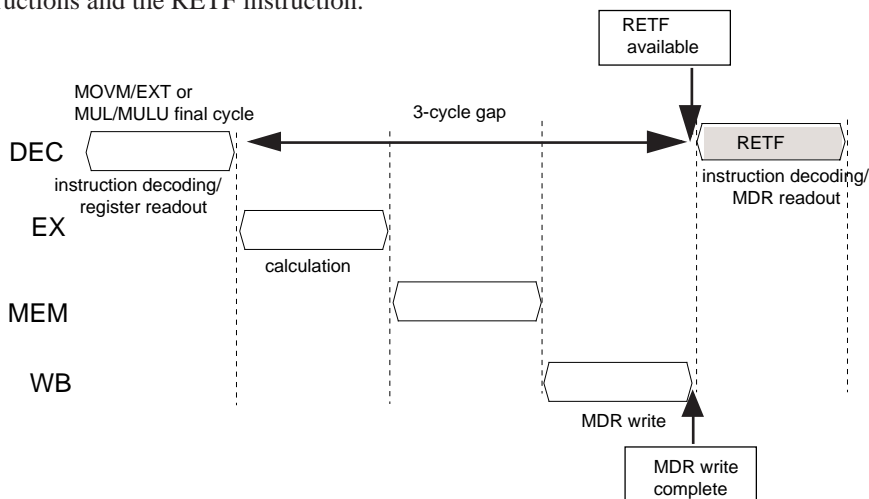 uctions and the RETF instruction.
RETF
available
MOVM/EXT or
MUL/MULU final cycle
3-cycle gap
DEC
RETF
instruction decoding/
register readout
instruction decoding/
MDR readout
EX
calculation
MEM
WB
MDR write
MDR write
complete